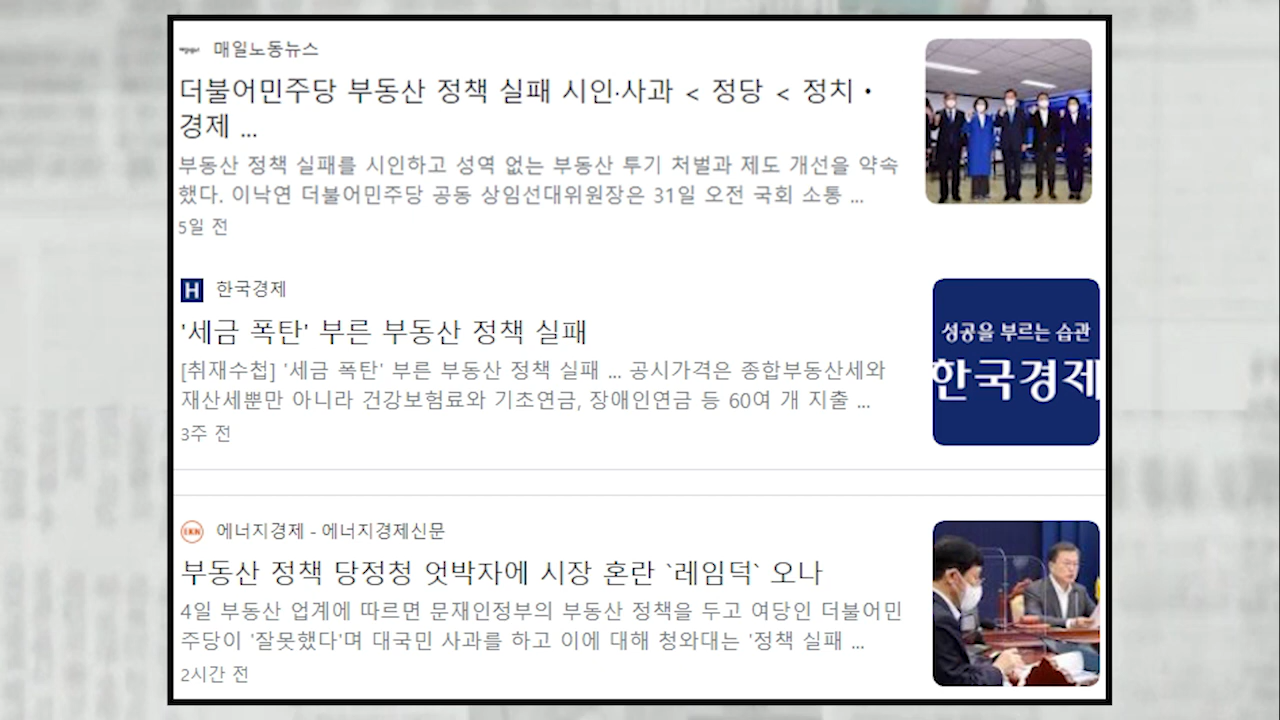 매일노동뉴스
더불어민주당 부동산 정책 실패 시인·사과 < 정당 < 정치 •
경제 ...
부동산 정책 실패를 시인하고 성역 없는 부동산 투기 처벌과 제도 개선을 약속
했다. 이낙연 더불어민주당 공동 상임선대위원장은 31일 오전 국회 소통 ...
5일 전
H 한국경제
'세금 폭탄' 부른 부동산 정책 실패
[취재수첩] '세금 폭탄' 부른 부동산 정책 실패 ... 공시가격은 종합부동산세와
재산세뿐만 아니라 건강보험료와 기초연금, 장애인연금 등 60여 개 지출 ...
3주 전
성공을 부르는 습관
한국경제
에너지경제 - 에너지경제신문
부동산 정책 당정청 엇박자에 시장 혼란 `레임덕` 오나
4일 부동산 업계에 따르면 문재인정부의 부동산 정책을 두고 여당인 더불어민
주당이 '잘못했다'며 대국민 사과를 하고 이에 대해 청와대는 '정책 실패 ...
2시간 전